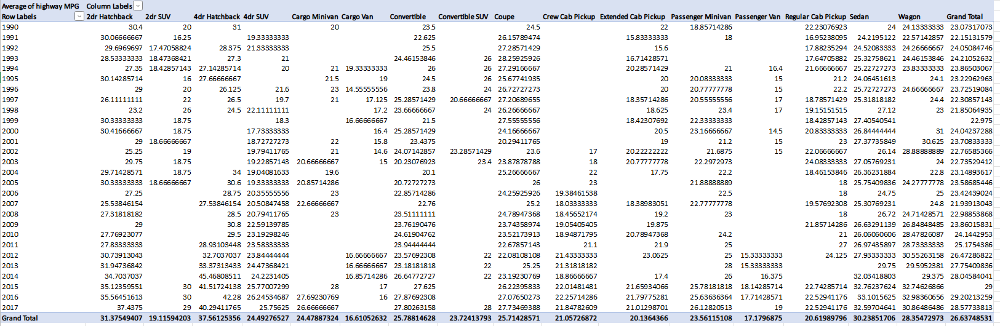 Average of highway MPG Column Labels
Row Labels 2dr Hatchback 2dr SUV 4dr Hatchback 4dr SUV Cargo Minivan Cargo Van Convertible Convertible SUV Coupe Crew Cab Pickup Extended Cab Pickup Passenger Minivan Passenger Van Regular Cab Pickup Sedan Wagon Grand Total
1990 30.4 20 31 20 23.5 24.5 22 18.85714286 22.23076923 24 24.13333333 23.07317073
1991 30.06666667 16.25 19.33333333 22.625 26.15789474 15.83333333 18 16.95238095 24.2195122 22.57142857 22.15131579
1992 29.6969697 17.47058824 28.375 21.33333333 25.5 27.28571429 15.6 17.88235294 24.52083333 24.26666667 24.05084746
1993 28.53333333 18.47368421 27.3 21 24.46153846 26 28.25925926 16.71428571 17.64705882 25.32758621 24.46153846 24.21052632
1994 27.35 18.42857143 27.14285714 20 21 19.33333333 26 26 27.29166667 20.28571429 21 16.4 21.66666667 25.22727273 23.83333333 23.86503067
1995 30.14285714 16 27.66666667 21.5 19 24.5 26 25.67741935 20 20.08333333 15 21.2 24.06451613 24.1 23.22962963
1996 29 20 26.125 21.6 23 14.55555556 23.8 24 26.72727273 20 20.77777778 15 22.2 25.72727273 24.66666667 23.72519084
1997 26.11111111 22 26.5 19.7 21 17.125 25.28571429 20.66666667 27.20689655 18.35714286 20.55555556 17 18.78571429 25.31818182 24.4 22.30857143
1998 23.2 26 24.5 22.11111111 17.2 23.66666667 24 26.26666667 18.625 23.4 17 19.15151515 27.12 23 21.85064935
1999 30.33333333 18.75 18.3 16.66666667 21.5 27.55555556 18.42307692 22.33333333 18.42857143 27.40540541 22.975
2000 30.41666667 18.75 17.73333333 16.4 25.28571429 24.16666667 20.5 23.16666667 14.5 20.83333333 26.84444444 31 24.04237288
2001 29 18.66666667 18.72727273 22 15.8 23.4375 20.29411765 19 21.2 15 23 27.37735849 30.625 23.70833333
2002 25.25 19 19.79411765 21 14.6 24.07142857 23.28571429 23.6 17 20.22222222 21.6875 15 22.06666667 26.14 28.88888889 22.76585366
2003 29.75 18.75 19.22857143 20.66666667 15 20.23076923 23.4 23.87878788 18 20.77777778 22.2972973 24.08333333 27.05769231 24 22.73529412
2004 29.71428571 18.75 34 19.04081633 19.6 20.1 25.26666667 22 17.75 22.2 18.46153846 26.36231884 22.8 23.14893617
2005 30.33333333 18.66666667 30.6 19.33333333 20.85714286 20.72727273 26 23 21.88888889 18 25.75409836 24.27777778 23.58685446
2006 27.25 28.75 20.35555556 23 22.85714286 24.25925926 19.38461538 22.5 18 24.75 25 23.42439024
2007 25.53846154 27.53846154 20.50847458 22.66666667 22.76 25.2 18.03333333 18.38983051 22.77777778 19.57692308 25.30769231 24.8 21.93913043
2008 27.31818182 28.5 20.79411765 23 23.51111111 24.78947368 18.45652174 19.2 23 18 26.72 24.71428571 22.98853868
2009 29 30.8 22.59139785 23.76190476 23.74358974 19.05405405 19.875 21.85714286 26.63291139 26.84848485 23.86015831
2010 27.76923077 29.5 23.19298246 24.61904762 23.52173913 18.94871795 20.78947368 24.2 21 26.06060606 28.47826087 24.1442953
2011 27.83333333 28.93103448 23.58333333 23.94444444 22.67857143 21.1 21.9 25 27 26.97435897 28.73333333 25.1754386
2012 30.73913043 32.7037037 23.84444444 16.66666667 23.57692308 22 22.08108108 21.43333333 23.0625 25 15.33333333 24.125 27.93333333 30.55263158 26.47286822
2013 31.94736842 33.37313433 24.47368421 16.66666667 23.18181818 22 25.25 21.31818182 28 15.33333333 29.75 29.5952381 27.75409836
2014 34.7037037 45.46808511 24.2231405 16.85714286 26.64772727 22 23.19230769 18.86666667 17.4 26 16.375 32.03418803 29.375 28.04584041
2015 35.12359551 30 41.51724138 25.77007299 28 17 27.625 26.22395833 22.01481481 21.65934066 25.78181818 18.14285714 22.74285714 32.76237624 32.74626866 29
2016 35.56451613 30 42.28 26.24534687 27.69230769 16 27.87692308 27.07650273 22.25714286 21.79775281 25.63636364 17.71428571 22.52941176 33.1015625 32.98360656 29.20213259
2017 37.4375 29 40.29411765 25.75625 26.66666667 27.80263158 28 27.73469388 21.84782609 21.01298701 26.12820513 19 22.52941176 32.59704641 30.86486486 28.57733813
Grand Total 31.37549407 19.11594203 37.56125356 24.49276527 24.47887324 16.61052632 25.78814628 23.72413793 25.71428571 21.05726872 20.1364366 23.56115108 17.1796875 20.61989796 30.23851706 28.35472973 26.63748531